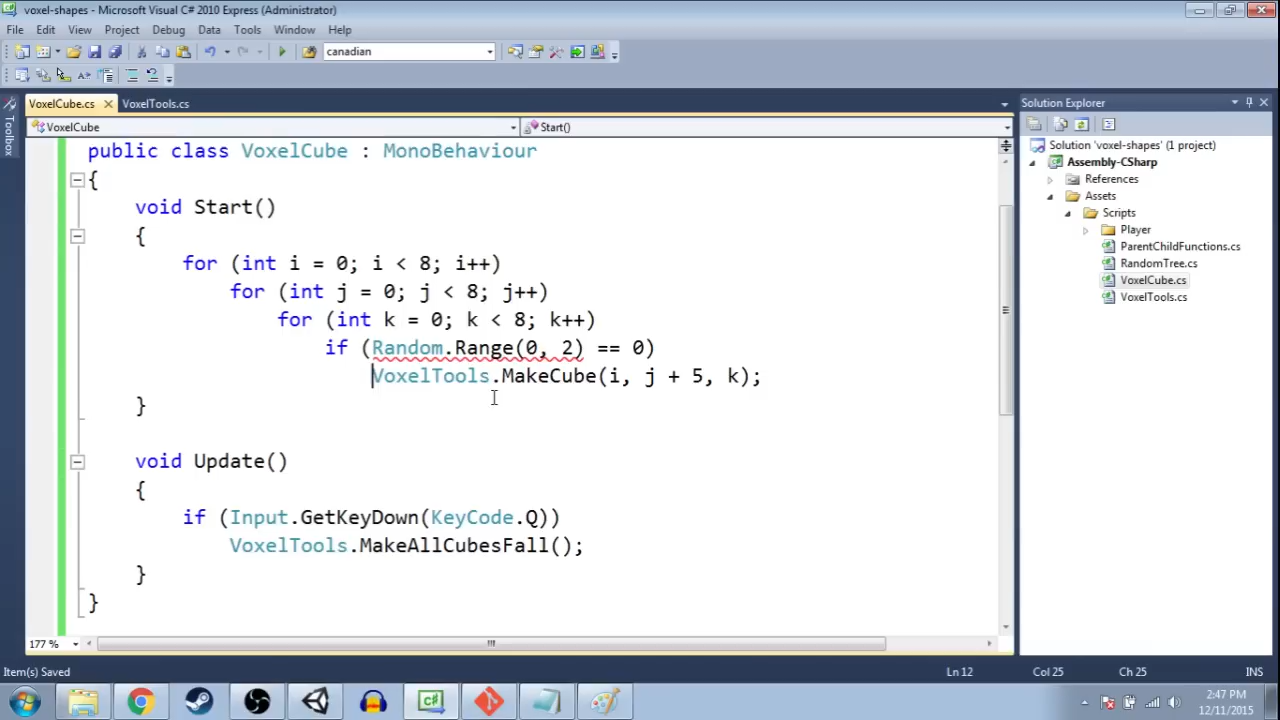 voxel-shapes - Microsoft Visual C# 2010 Express (Administrator)
File Edit View Project Debug Data Tools Window Help
canadian
VoxelCube.cs VoxelTools.cs
VoxelCube Start()
Toolbox
public class VoxelCube : MonoBehaviour
{
void Start()
{
for (int i = 0; i < 8; i++)
for (int j = 0; j < 8; j++)
for (int k = 0; k < 8; k++)
if (Random.Range(0, 2) == 0)
VoxelTools.MakeCube(i, j + 5, k);
}
void Update()
{
if (Input.GetKeyDown(KeyCode.Q))
VoxelTools.MakeAllCubesFall();
}
}
177 %
Solution Explorer
Solution 'voxel-shapes' (1 project)
Assembly-CSharp
References
Assets
Scripts
Player
ParentChildFunctions.cs
RandomTree.cs
VoxelCube.cs
VoxelTools.cs
Item(s) Saved Ln 12 Col 25 Ch 25 INS
2:47 PM
12/11/2015